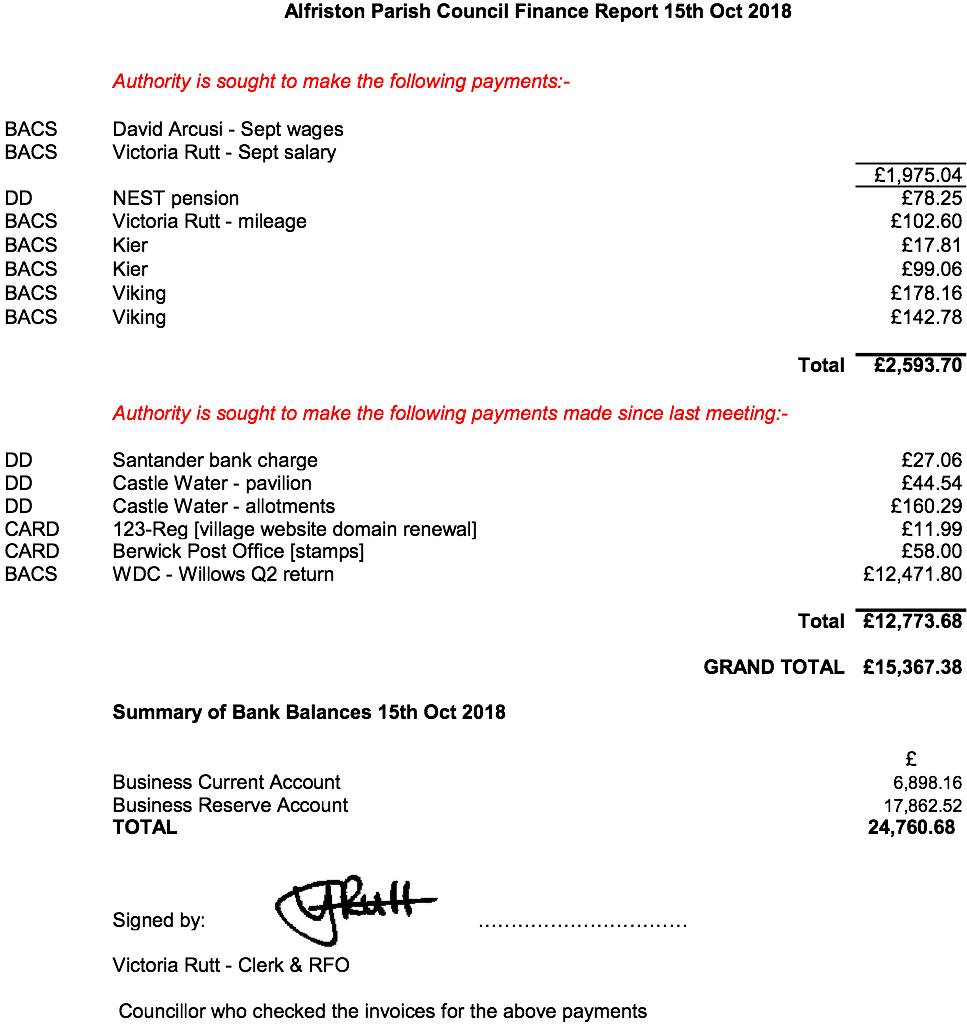 Alfriston Parish Council Finance Report 15th Oct 2018
Authority is sought to make the following payments:-
BACS David Arcusi - Sept wages
BACS Victoria Rutt - Sept salary
£1,975.04
DD NEST pension £78.25
BACS Victoria Rutt - mileage £102.60
BACS Kier £17.81
BACS Kier £99.06
BACS Viking £178.16
BACS Viking £142.78
Total £2,593.70
Authority is sought to make the following payments made since last meeting:-
DD Santander bank charge £27.06
DD Castle Water - pavilion £44.54
DD Castle Water - allotments £160.29
CARD 123-Reg [village website domain renewal] £11.99
CARD Berwick Post Office [stamps] £58.00
BACS WDC - Willows Q2 return £12,471.80
Total £12,773.68
GRAND TOTAL £15,367.38
Summary of Bank Balances 15th Oct 2018
£
Business Current Account 6,898.16
Business Reserve Account 17,862.52
TOTAL 24,760.68
Signed by: VRutt ................................
Victoria Rutt - Clerk & RFO
Councillor who checked the invoices for the above payments